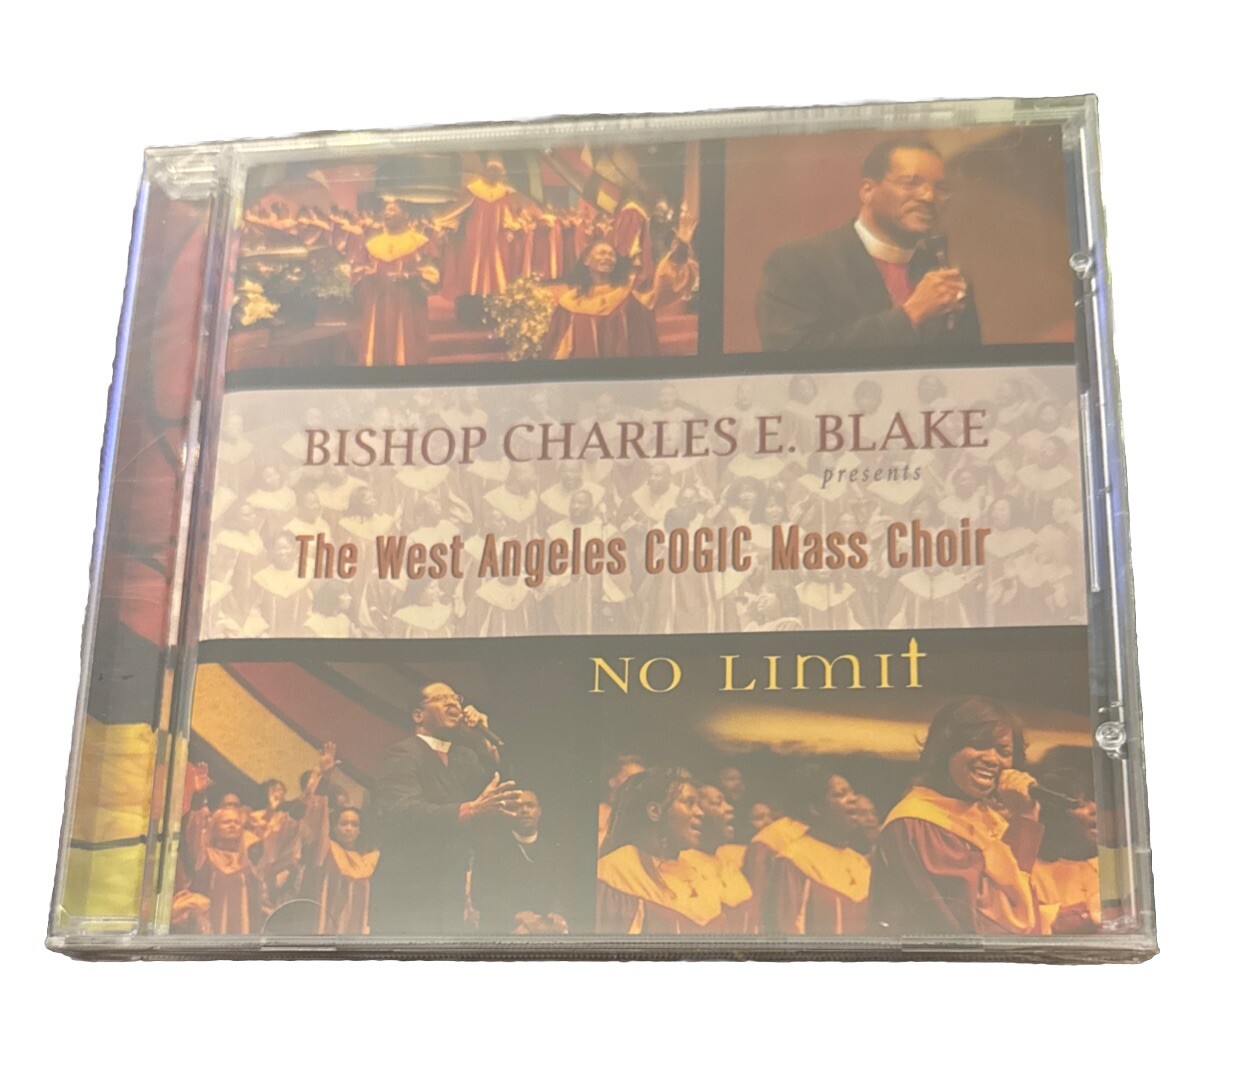 BISHOP CHARLES E. BLAKE
presents
The West Angeles COGIC Mass Choir
NO LIMIT